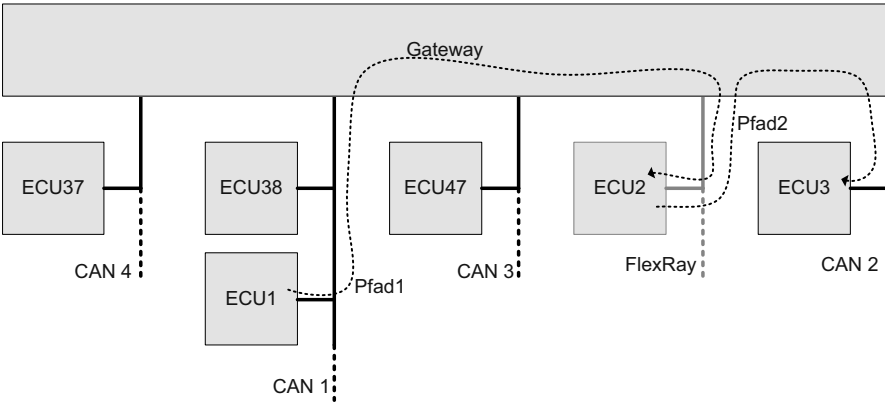 Gateway
Pfad2
ECU37
ECU38
ECU47
ECU2
ECU3
CAN 4
CAN 3
FlexRay
CAN 2
ECU1
Pfad1
CAN 1